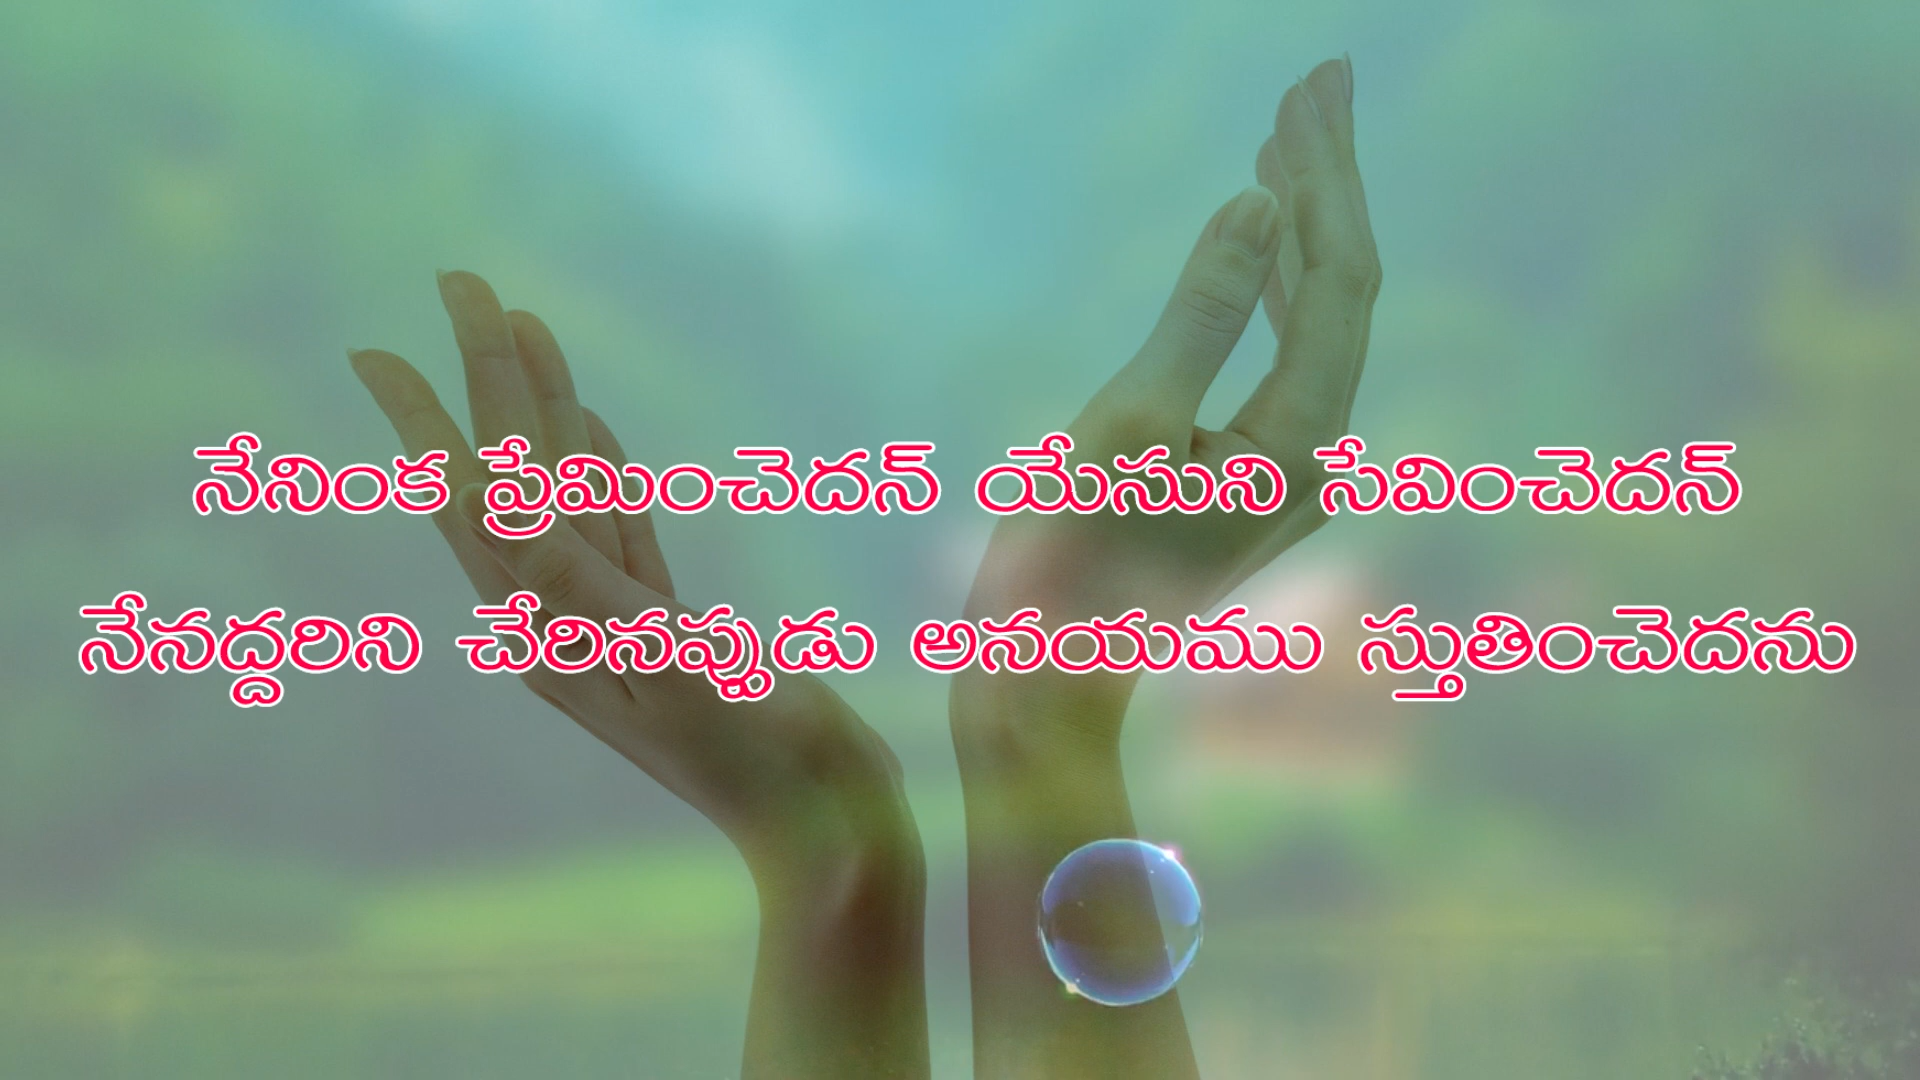 నేనింక ప్రేమించెదన్ యేసుని సేవించెదన్
నేనద్దరిని చేరినప్పుడు అనయము స్తుతించెదను